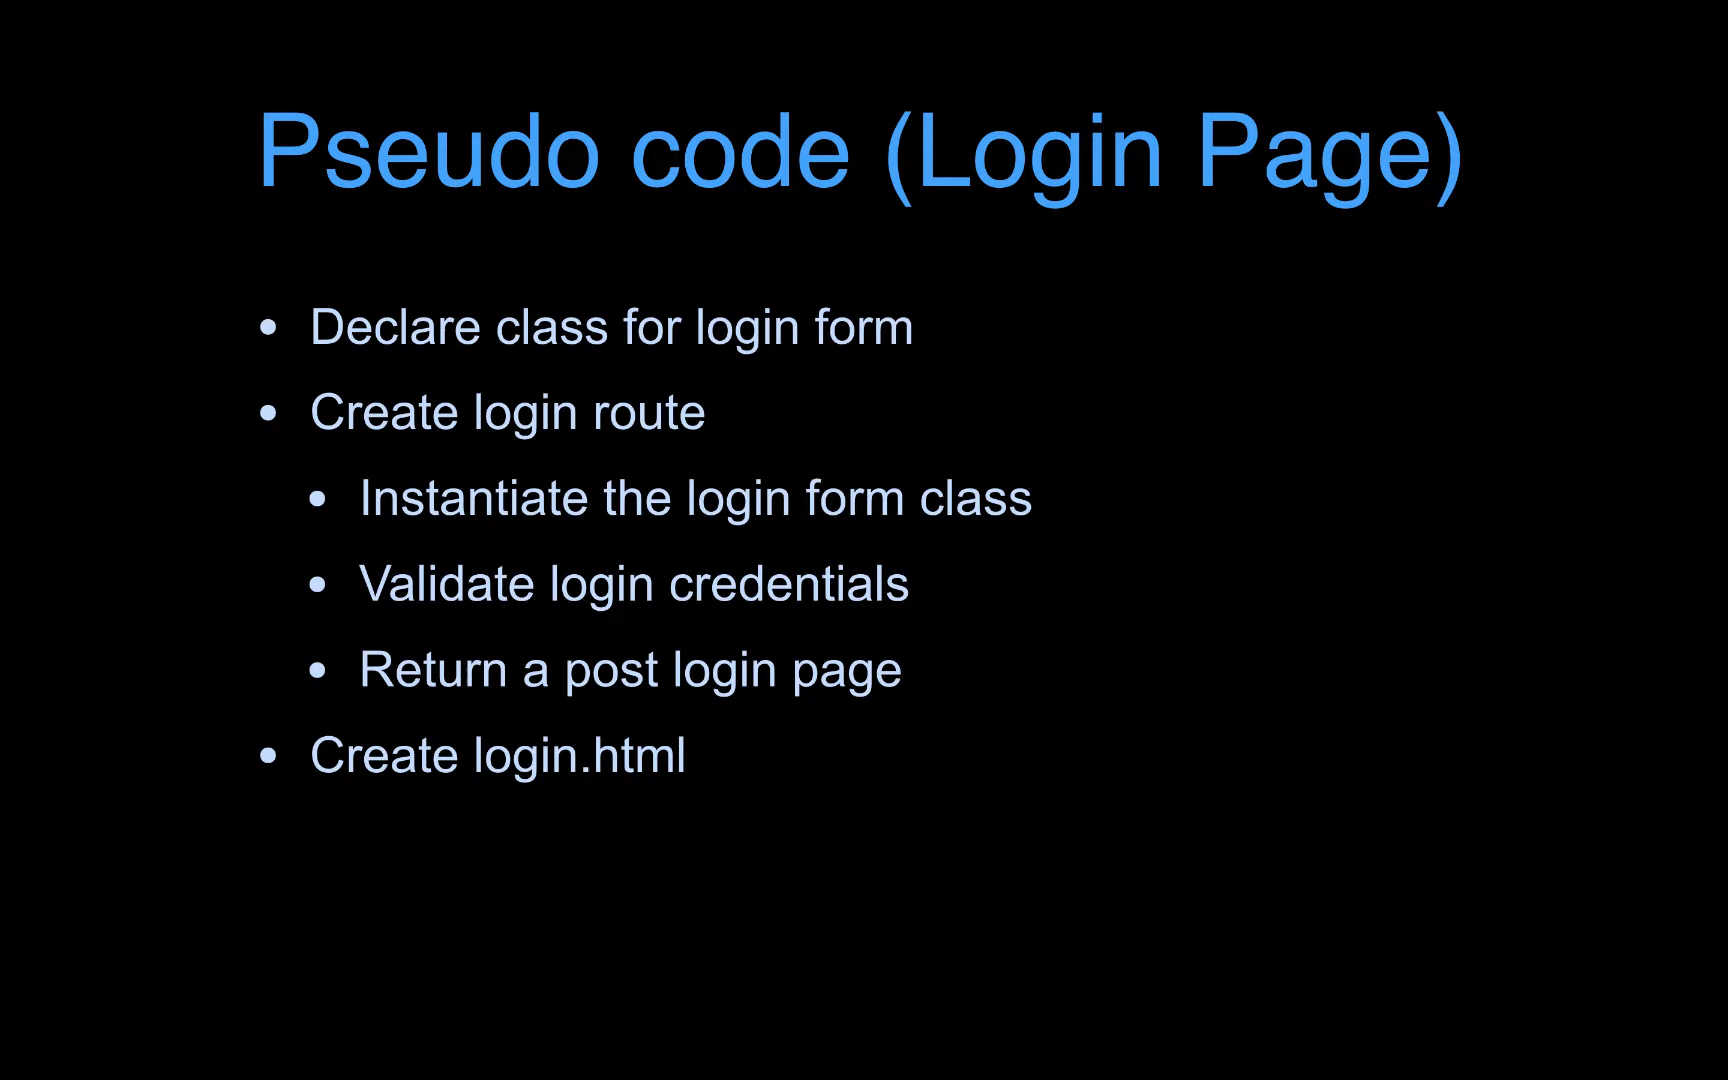 Pseudo code (Login Page)
• Declare class for login form
• Create login route
• Instantiate the login form class
• Validate login credentials
• Return a post login page
• Create login.html